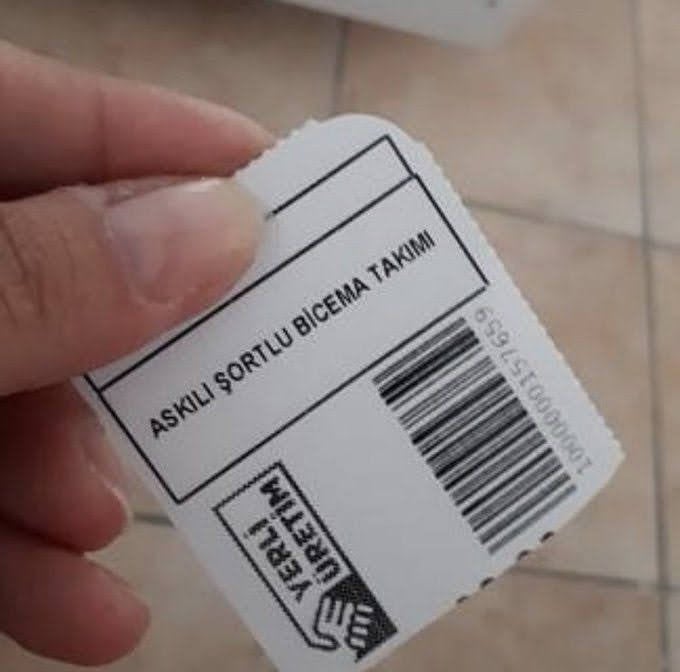 ASKILI ŞORTLU BİCEMA TAKIMI
1000000157659
YERLİ
ÜRETİM